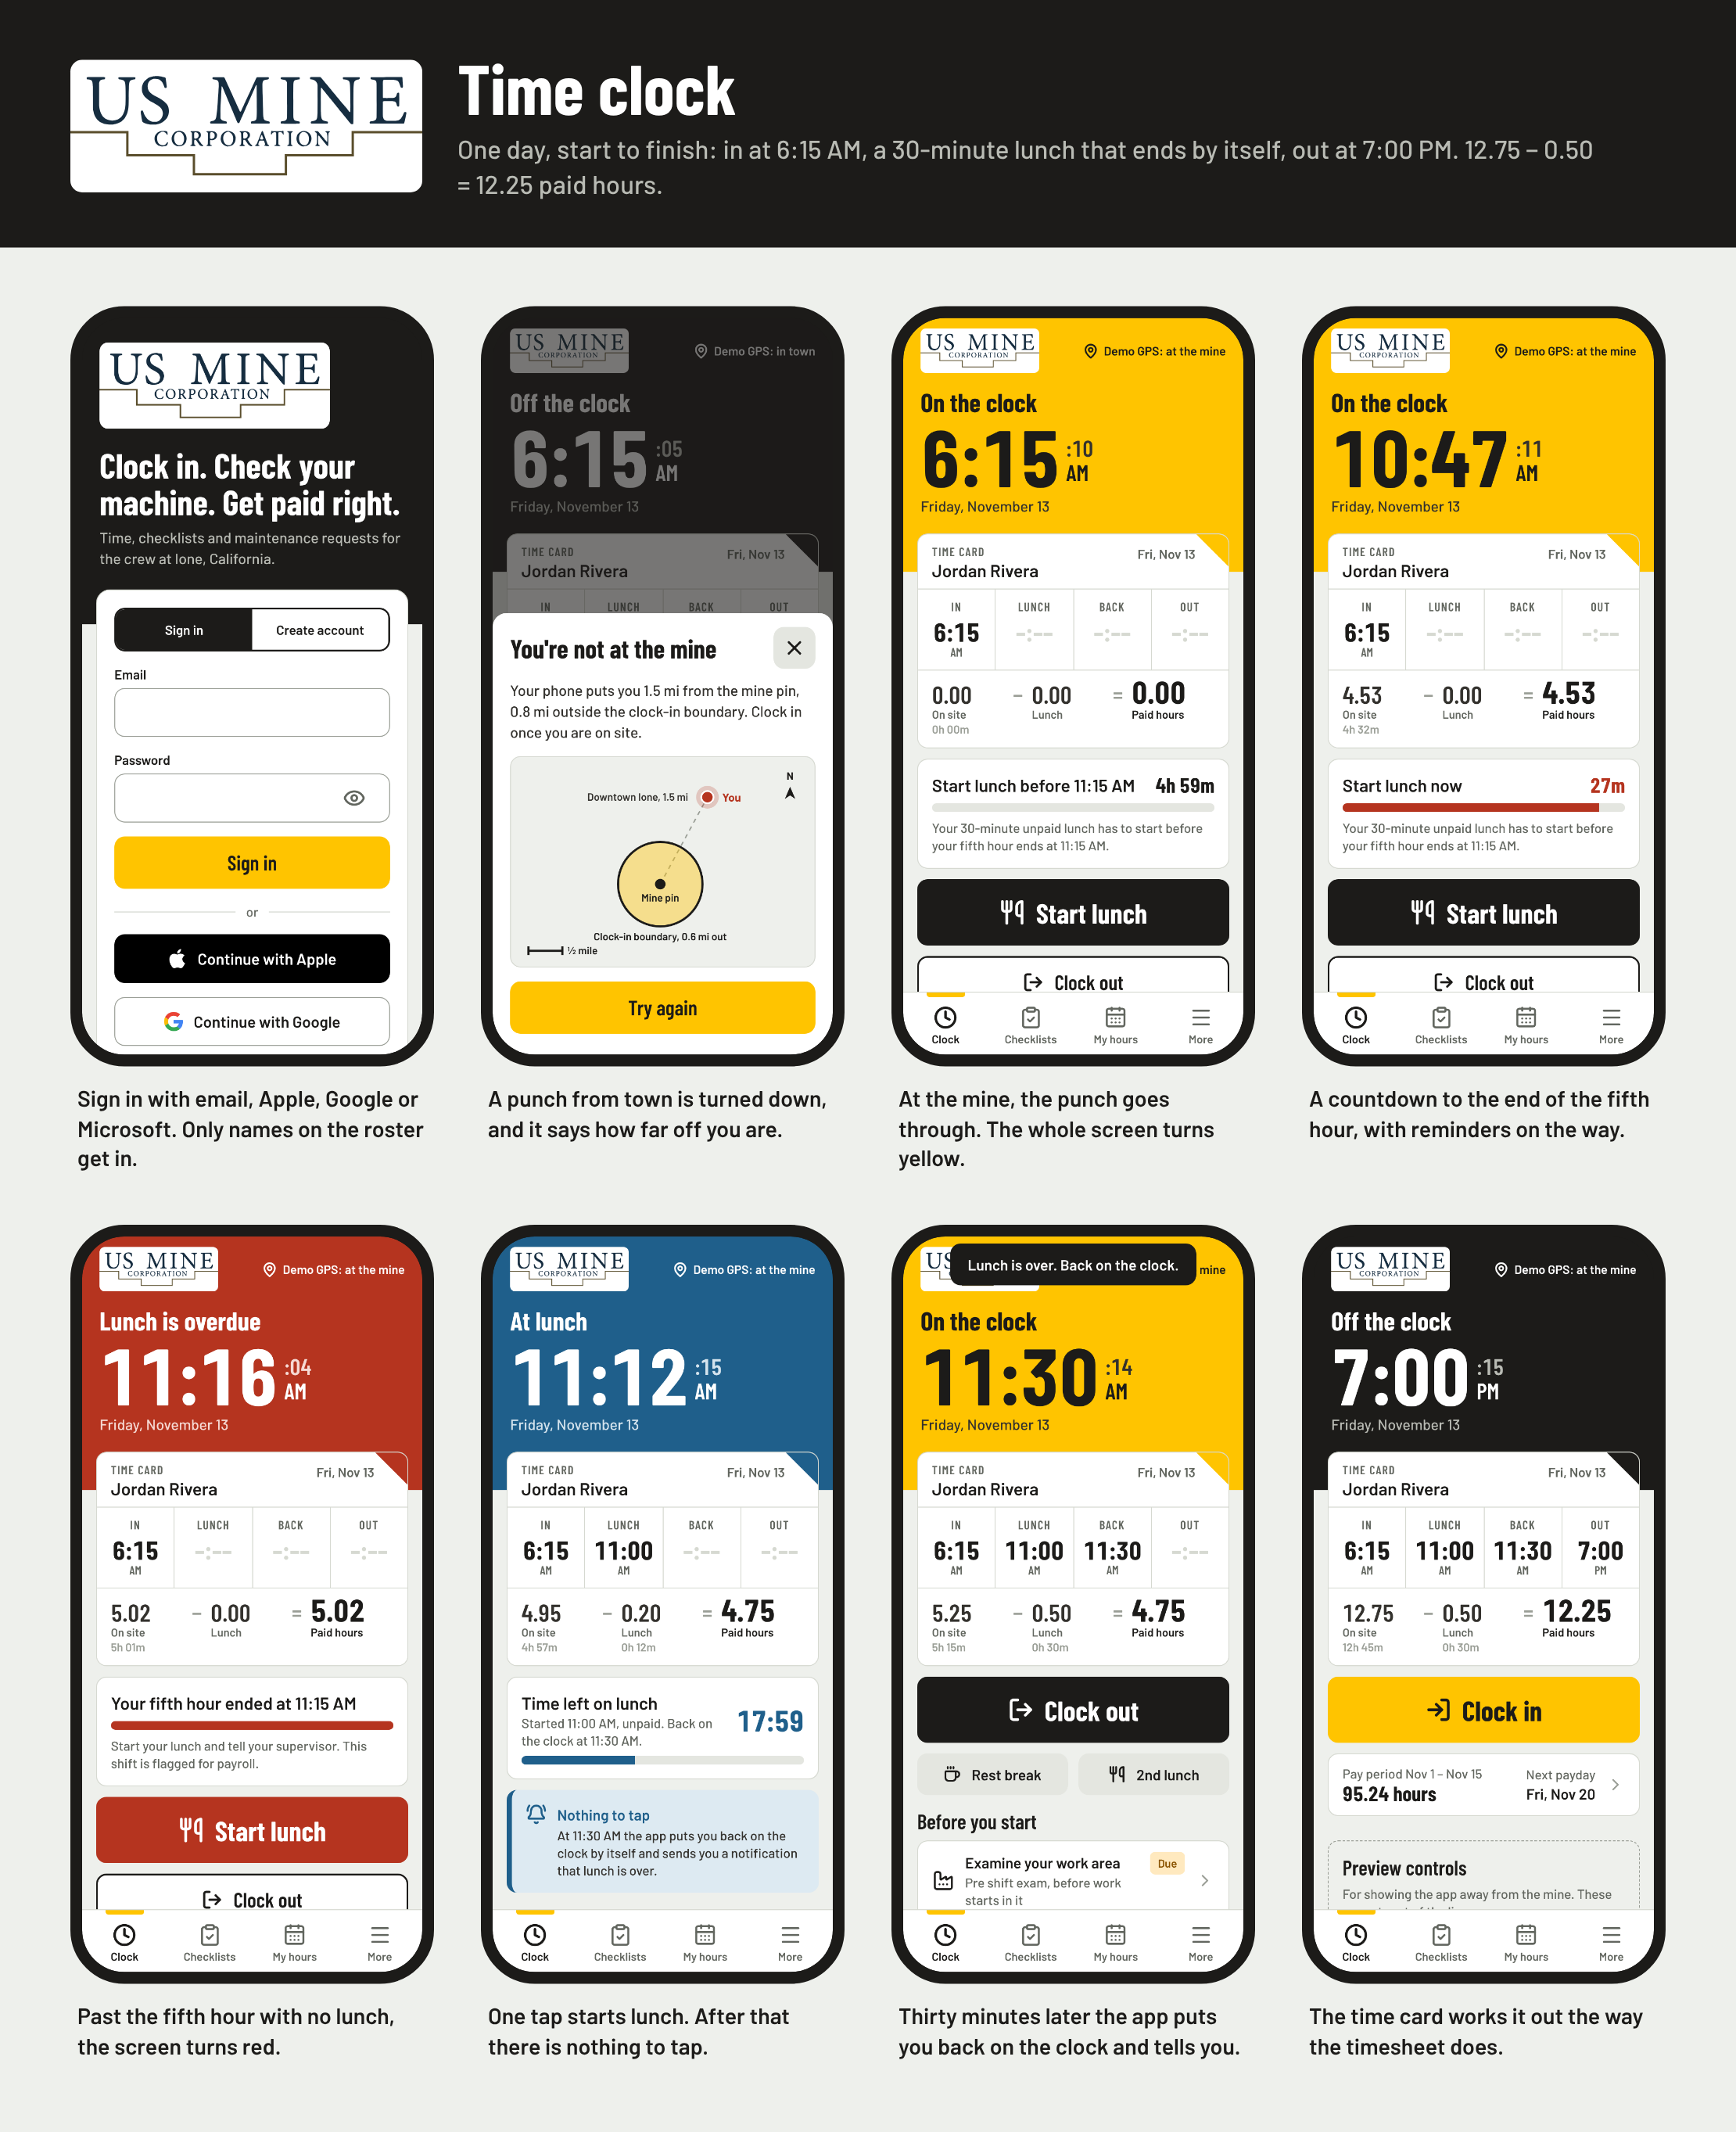 US MINE
CORPORATION
Time clock
One day, start to finish: in at 6:15 AM, a 30-minute lunch that ends by itself, out at 7:00 PM. 12.75 – 0.50
= 12.25 paid hours.
US MINE
CORPORATION
Clock in. Check your
machine. Get paid right.
Time, checklists and maintenance requests for
the crew at Ione, California.
Sign in
Create account
Email
Password
Sign in
or
Continue with Apple
Continue with Google
Sign in with email, Apple, Google or
Microsoft. Only names on the roster
get in.
US MINE
CORPORATION
Demo GPS: in town
Off the clock
6:15 :05 AM
Friday, November 13
TIME CARD
Fri, Nov 13
Jordan Rivera
IN LUNCH BACK OUT
You're not at the mine
Your phone puts you 1.5 mi from the mine pin,
0.8 mi outside the clock-in boundary. Clock in
once you are on site.
N
Downtown Ione, 1.5 mi
You
Mine pin
Clock-in boundary, 0.6 mi out
½ mile
Try again
A punch from town is turned down,
and it says how far off you are.
US MINE
CORPORATION
Demo GPS: at the mine
On the clock
6:15 :10 AM
Friday, November 13
TIME CARD
Fri, Nov 13
Jordan Rivera
IN LUNCH BACK OUT
6:15 -:-- -:-- -:--
AM
0.00 – 0.00 = 0.00
On site Lunch Paid hours
0h 00m
Start lunch before 11:15 AM 4h 59m
Your 30-minute unpaid lunch has to start before
your fifth hour ends at 11:15 AM.
Start lunch
Clock out
Clock Checklists My hours More
At the mine, the punch goes
through. The whole screen turns
yellow.
US MINE
CORPORATION
Demo GPS: at the mine
On the clock
10:47 :11 AM
Friday, November 13
TIME CARD
Fri, Nov 13
Jordan Rivera
IN LUNCH BACK OUT
6:15 -:-- -:-- -:--
AM
4.53 – 0.00 = 4.53
On site Lunch Paid hours
4h 32m
Start lunch now 27m
Your 30-minute unpaid lunch has to start before
your fifth hour ends at 11:15 AM.
Start lunch
Clock out
Clock Checklists My hours More
A countdown to the end of the fifth
hour, with reminders on the way.
US MINE
CORPORATION
Demo GPS: at the mine
Lunch is overdue
11:16 :04 AM
Friday, November 13
TIME CARD
Fri, Nov 13
Jordan Rivera
IN LUNCH BACK OUT
6:15 -:-- -:-- -:--
AM
5.02 – 0.00 = 5.02
On site Lunch Paid hours
5h 01m
Your fifth hour ended at 11:15 AM
Start your lunch and tell your supervisor. This
shift is flagged for payroll.
Start lunch
Clock out
Clock Checklists My hours More
Past the fifth hour with no lunch,
the screen turns red.
US MINE
CORPORATION
Demo GPS: at the mine
At lunch
11:12 :15 AM
Friday, November 13
TIME CARD
Fri, Nov 13
Jordan Rivera
IN LUNCH BACK OUT
6:15 11:00 -:-- -:--
AM AM
4.95 – 0.20 = 4.75
On site Lunch Paid hours
4h 57m 0h 12m
Time left on lunch
17:59
Started 11:00 AM, unpaid. Back on
the clock at 11:30 AM.
Nothing to tap
At 11:30 AM the app puts you back on the
clock by itself and sends you a notification
that lunch is over.
Clock Checklists My hours More
One tap starts lunch. After that
there is nothing to tap.
US
Lunch is over. Back on the clock.
mine
On the clock
11:30 :14 AM
Friday, November 13
TIME CARD
Fri, Nov 13
Jordan Rivera
IN LUNCH BACK OUT
6:15 11:00 11:30 -:--
AM AM AM
5.25 – 0.50 = 4.75
On site Lunch Paid hours
5h 15m 0h 30m
Clock out
Rest break
2nd lunch
Before you start
Examine your work area
Due
Pre shift exam, before work
starts in it
Clock Checklists My hours More
Thirty minutes later the app puts
you back on the clock and tells you.
US MINE
CORPORATION
Demo GPS: at the mine
Off the clock
7:00 :15 PM
Friday, November 13
TIME CARD
Fri, Nov 13
Jordan Rivera
IN LUNCH BACK OUT
6:15 11:00 11:30 7:00
AM AM AM PM
12.75 – 0.50 = 12.25
On site Lunch Paid hours
12h 45m 0h 30m
Clock in
Pay period Nov 1 – Nov 15
95.24 hours
Next payday
Fri, Nov 20
Preview controls
For showing the app away from the mine. These
Clock Checklists My hours More
The time card works it out the way
the timesheet does.